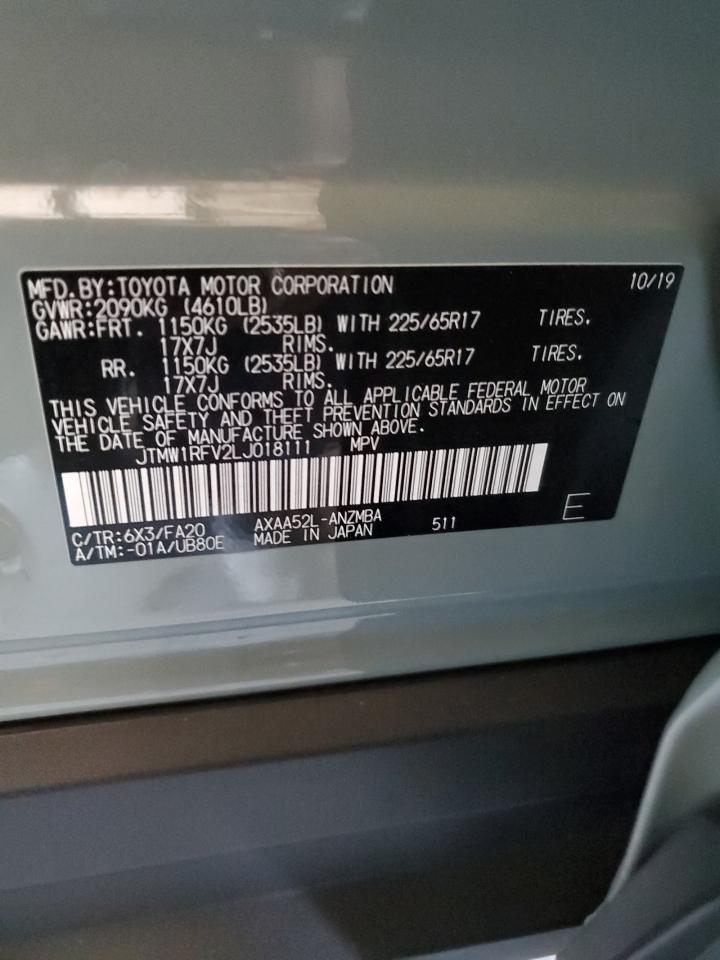 MFD.BY:TOYOTA MOTOR CORPORATION 10/19
GVWR:2090KG (4610LB)
GAWR:FRT. 1150KG (2535LB) WITH 225/65R17 TIRES.
17X7J RIMS.
RR. 1150KG (2535LB) WITH 225/65R17 TIRES.
17X7J RIMS.
THIS VEHICLE CONFORMS TO ALL APPLICABLE FEDERAL MOTOR
VEHICLE SAFETY AND THEFT PREVENTION STANDARDS IN EFFECT ON
THE DATE OF MANUFACTURE SHOWN ABOVE.
JTMW1RFV2LJ018111 MPV
C/TR:6X3/FA20 AXAA52L-ANZMBA 511 E
A/TM:-01A/UB80E MADE IN JAPAN